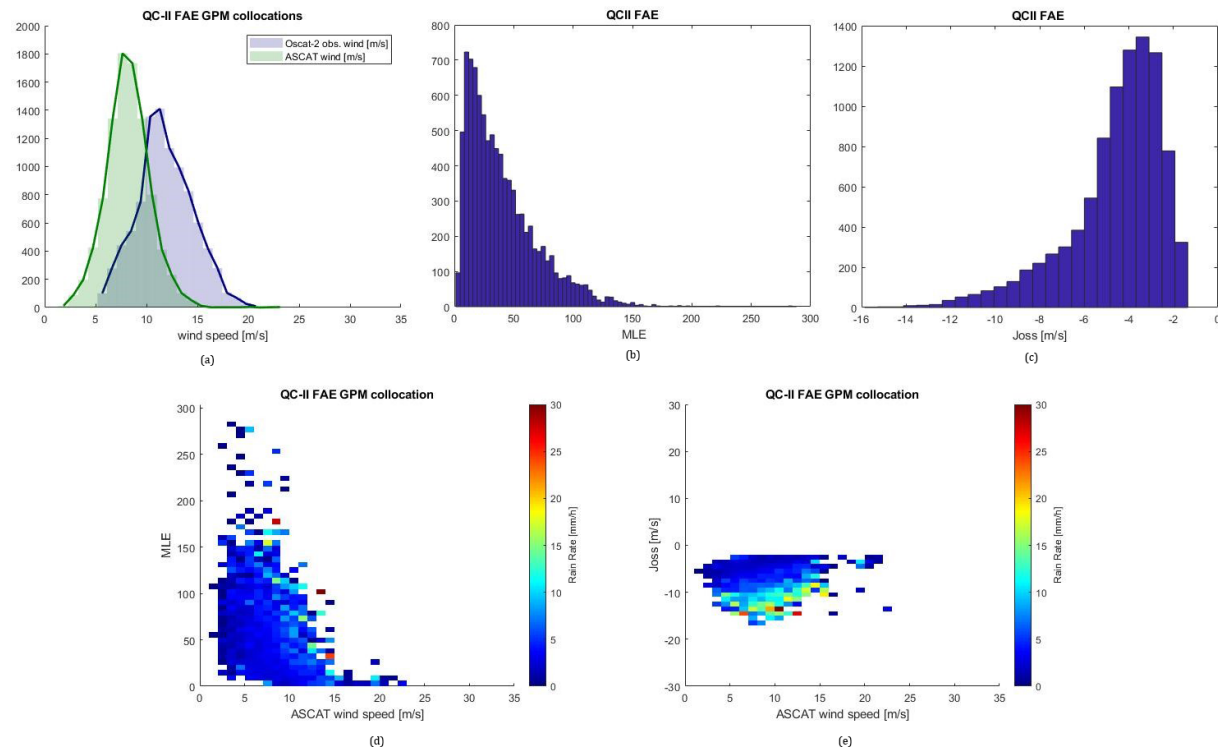 QC-II FAE GPM collocations
Oscat-2 obs. wind [m/s]
ASCAT wind [m/s]
2000
1800
1600
1400
1200
1000
800
600
400
200
0
0 5 10 15 20 25 30 35
wind speed [m/s]
(a)
QCII FAE
800
700
600
500
400
300
200
100
0
0 50 100 150 200 250 300
MLE
(b)
QCII FAE
1400
1200
1000
800
600
400
200
0
-16 -14 -12 -10 -8 -6 -4 -2 0
Joss [m/s]
(c)
QC-II FAE GPM collocation
MLE
300
250
200
150
100
50
0
0 5 10 15 20 25 30 35
ASCAT wind speed [m/s]
30
25
20
15
10
5
0
Rain Rate [mm/h]
(d)
QC-II FAE GPM collocation
Joss [m/s]
30
20
10
0
-10
-20
-30
0 5 10 15 20 25 30 35
ASCAT wind speed [m/s]
30
25
20
15
10
5
0
Rain Rate [mm/h]
(e)